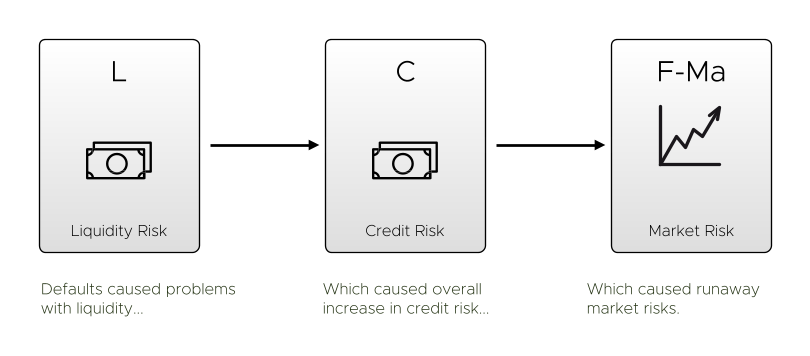 L
Liquidity Risk
C
Credit Risk
F-Ma
Market Risk
Defaults caused problems
with liquidity...
Which caused overall
increase in credit risk...
Which caused runaway
market risks.